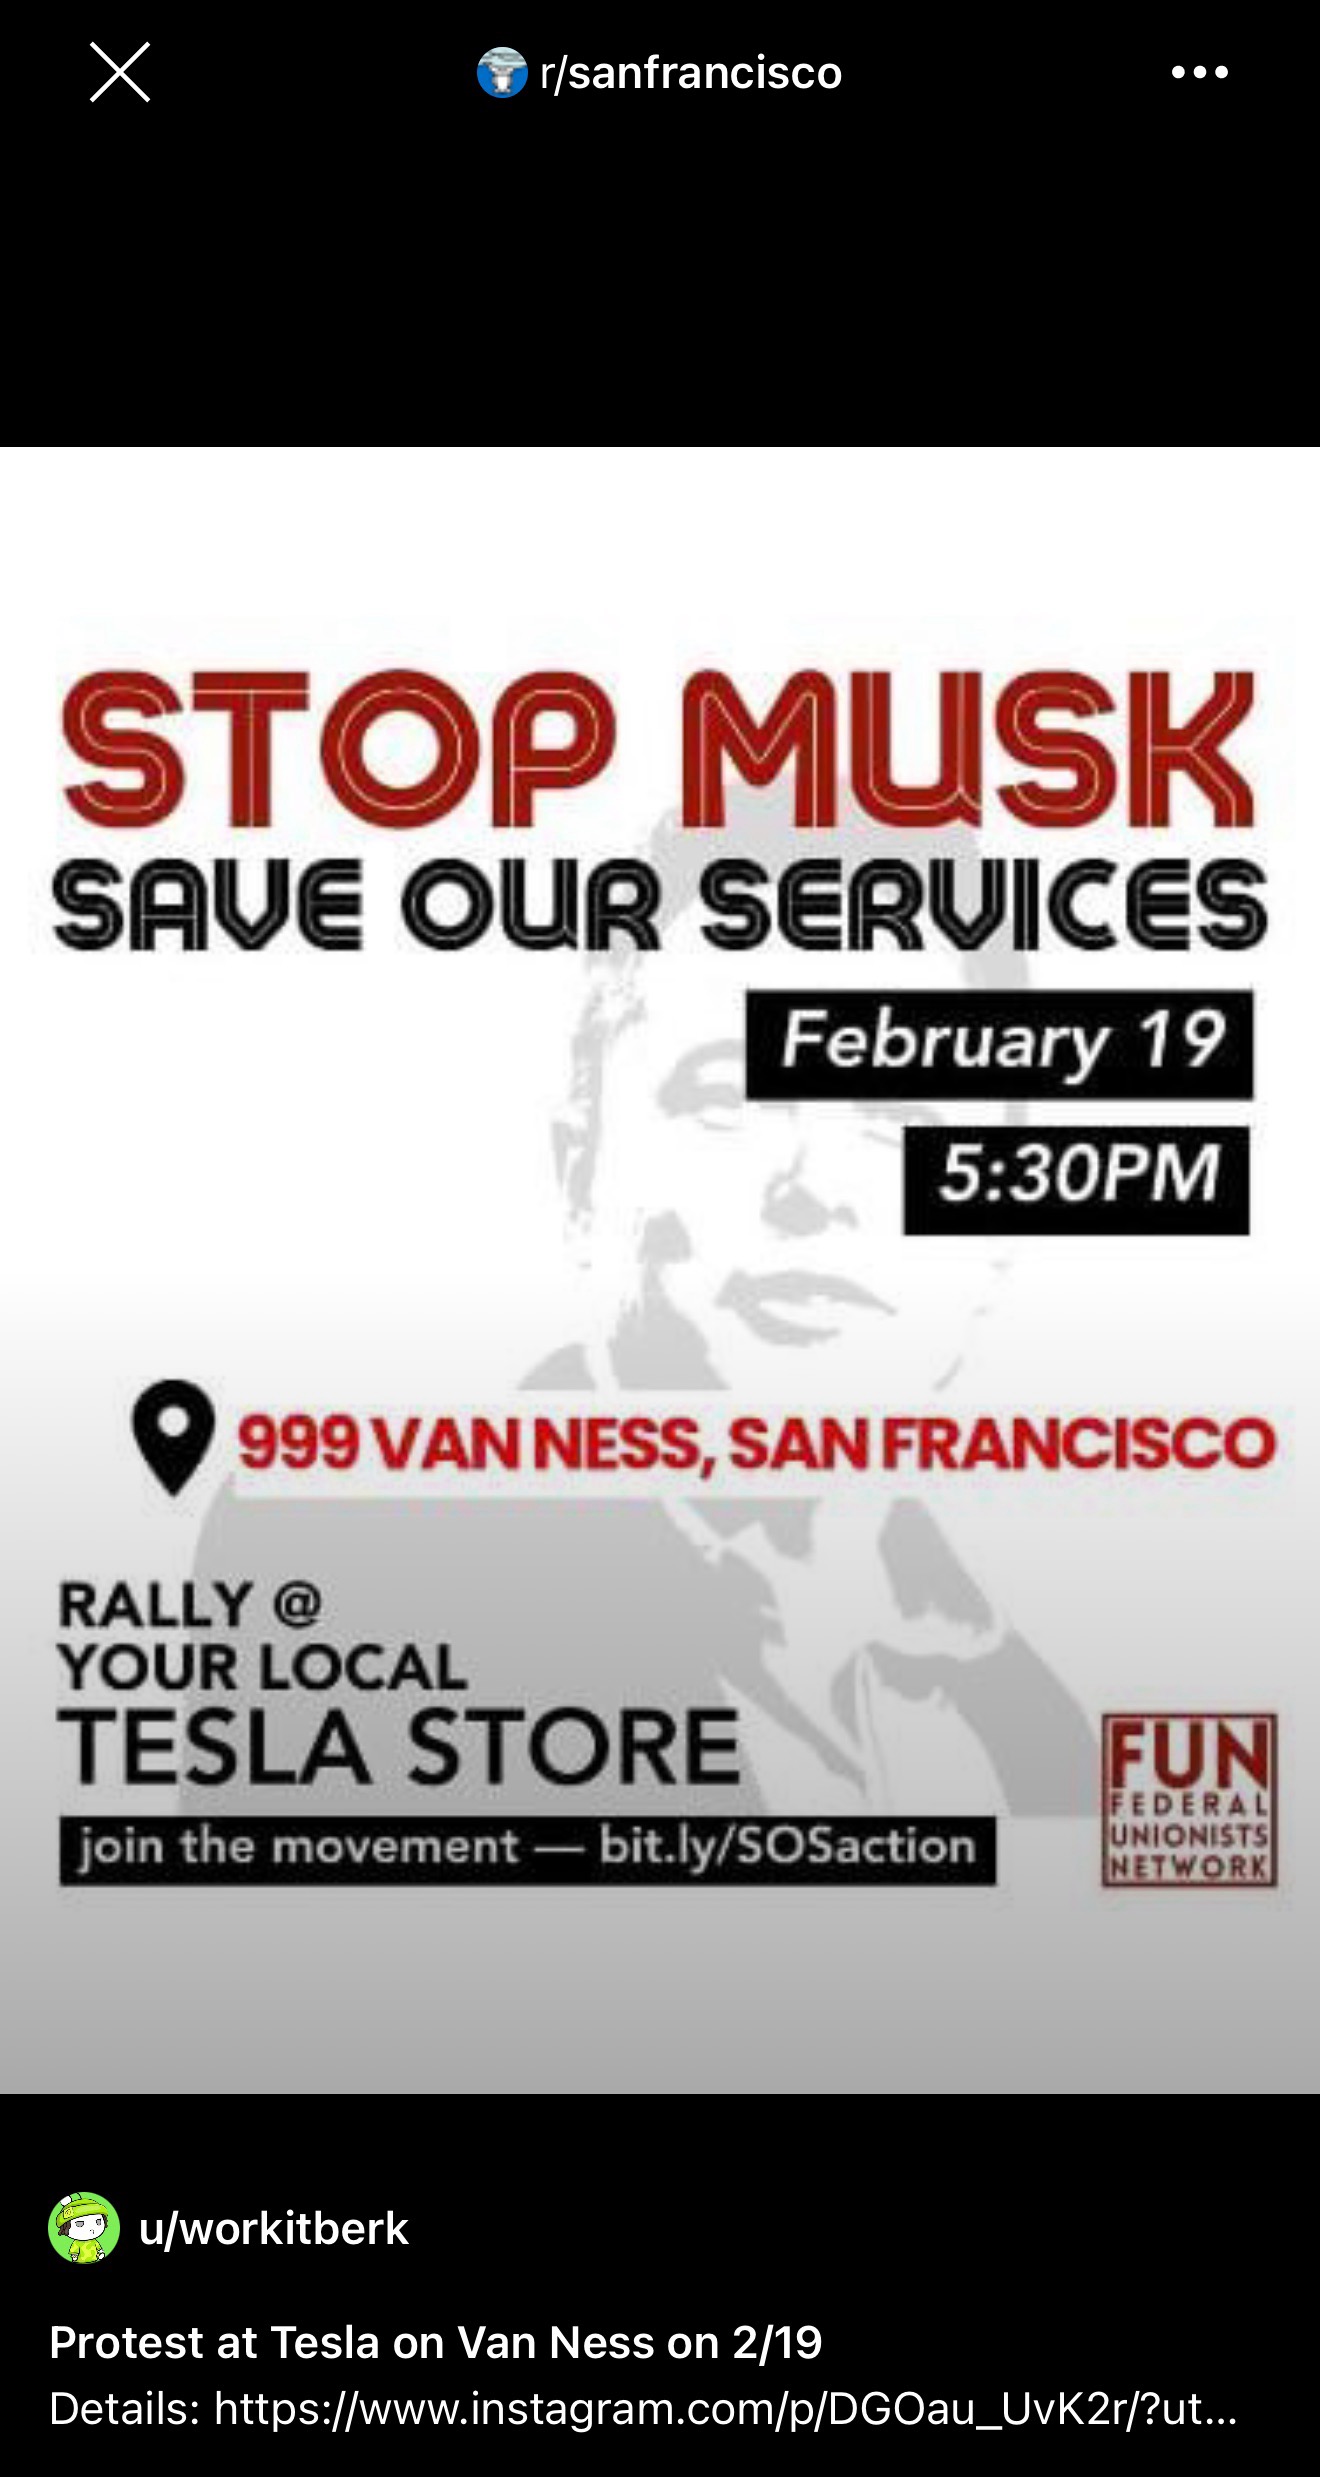 r/sanfrancisco
STOP MUSK
SAVE OUR SERVICES
February 19
5:30PM
999 VAN NESS, SAN FRANCISCO
RALLY @
YOUR LOCAL
TESLA STORE
join the movement — bit.ly/SOSaction
FUN
FEDERAL
UNIONISTS
NETWORK
u/workitberk
Protest at Tesla on Van Ness on 2/19
Details: https://www.instagram.com/p/DGOau_UvK2r/?ut...